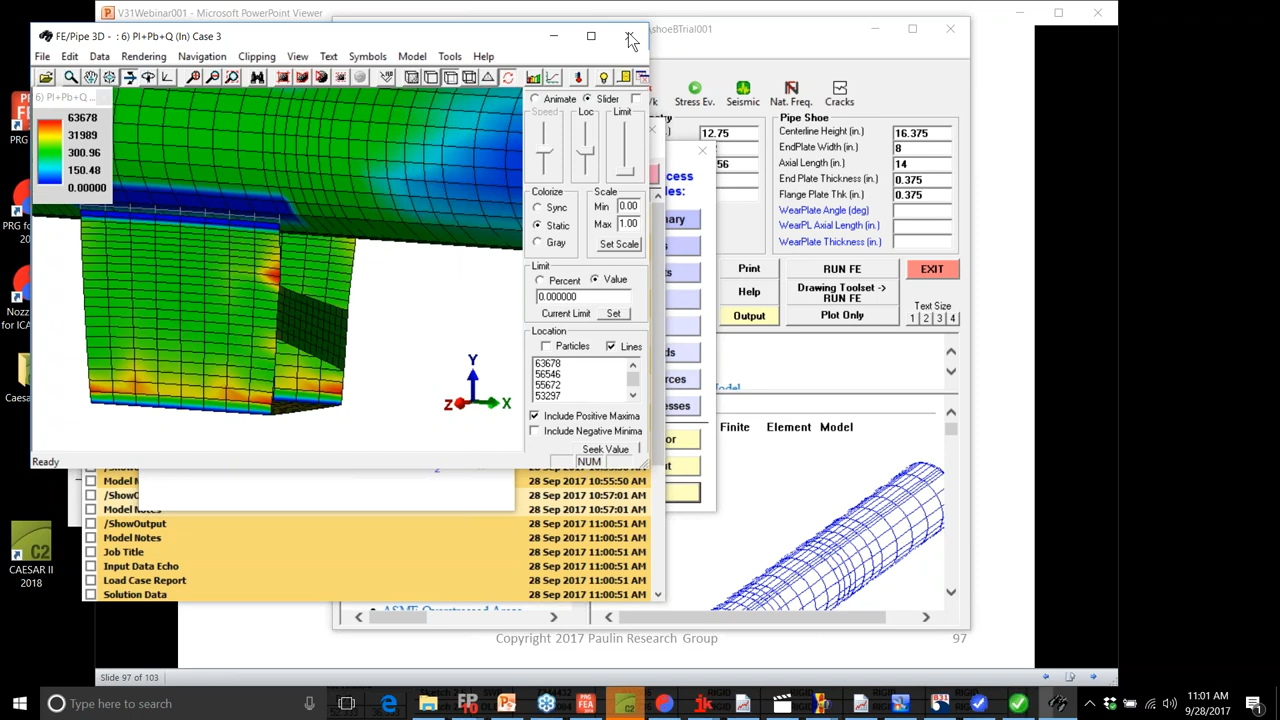 V31Webinar001 - Microsoft PowerPoint Viewer
FE/Pipe 3D - : 6) PI+Pb+Q (In) Case 3
shoeBTrial001
File Edit Data Rendering Navigation View Text Symbols Clipping Model Tools Help
6) PI+Pb+Q ...
63678
31989
300.96
150.48
0.00000
Animate Slider
Speed Loc Limit
Colorize Scale
Sync Min 0.00
Static Max 1.00
Gray Set Scale
Limit
Percent Value
0.000000
Current Limit Set
Location
Particles Lines
63678
56546
55672
53297
Include Positive Maxima
Include Negative Minima
Seek Value
Ready NUM
Z X Y
Stress Ev. Seismic Nat. Freq. Cracks
12.75
56
Pipe Shoe
Centerline Height (in.) 16.375
EndPlate Width (in.) 8
Axial Length (in.) 14
End Plate Thickness (in.) 0.375
Flange Plate Thk (in.) 0.375
WearPlate Angle (deg)
WearPL Axial Length (in.)
WearPlate Thickness (in.)
Print RUN FE EXIT
Help Drawing Toolset -> RUN FE
Output Plot Only
Text Size
1 2 3 4
Finite Element Model
Model M
/ShowO
Model Notes
/ShowOutput
Model Notes
Job Title
Input Data Echo
Load Case Report
Solution Data
28 Sep 2017 10:55:50 AM
28 Sep 2017 10:57:01 AM
28 Sep 2017 10:57:01 AM
28 Sep 2017 11:00:51 AM
28 Sep 2017 11:00:51 AM
28 Sep 2017 11:00:51 AM
28 Sep 2017 11:00:51 AM
28 Sep 2017 11:00:51 AM
28 Sep 2017 11:00:51 AM
ASME Overstressed Areas
Copyright 2017 Paulin Research Group 97
Slide 97 of 103
CAESAR II
2018
Type here to search
11:01 AM
9/28/2017